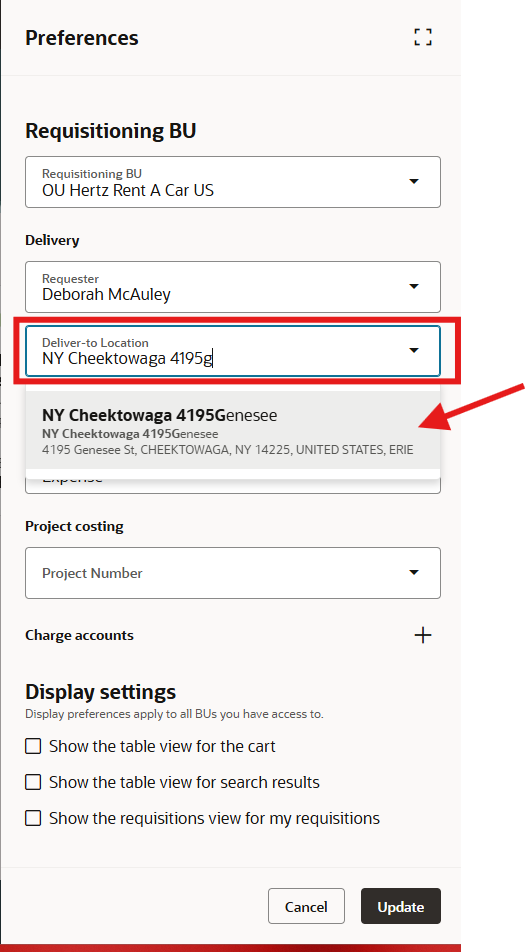 Preferences
Requisitioning BU
Requisitioning BU
OU Hertz Rent A Car US
Delivery
Requester
Deborah McAuley
Deliver-to Location
NY Cheektowaga 4195g
NY Cheektowaga 4195Genesee
NY Cheektowaga 4195Genesee
4195 Genesee St, CHEEKTOWAGA, NY 14225, UNITED STATES, ERIE
Expense
Project costing
Project Number
Charge accounts
Display settings
Display preferences apply to all BUs you have access to.
Show the table view for the cart
Show the table view for search results
Show the requisitions view for my requisitions
Cancel
Update